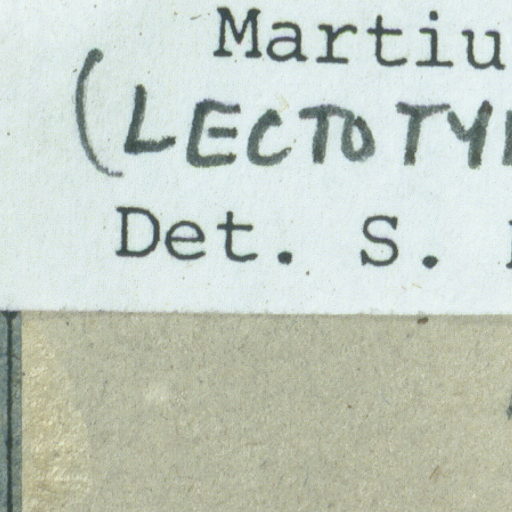 Martiu
(LECTOTY
Det. S.